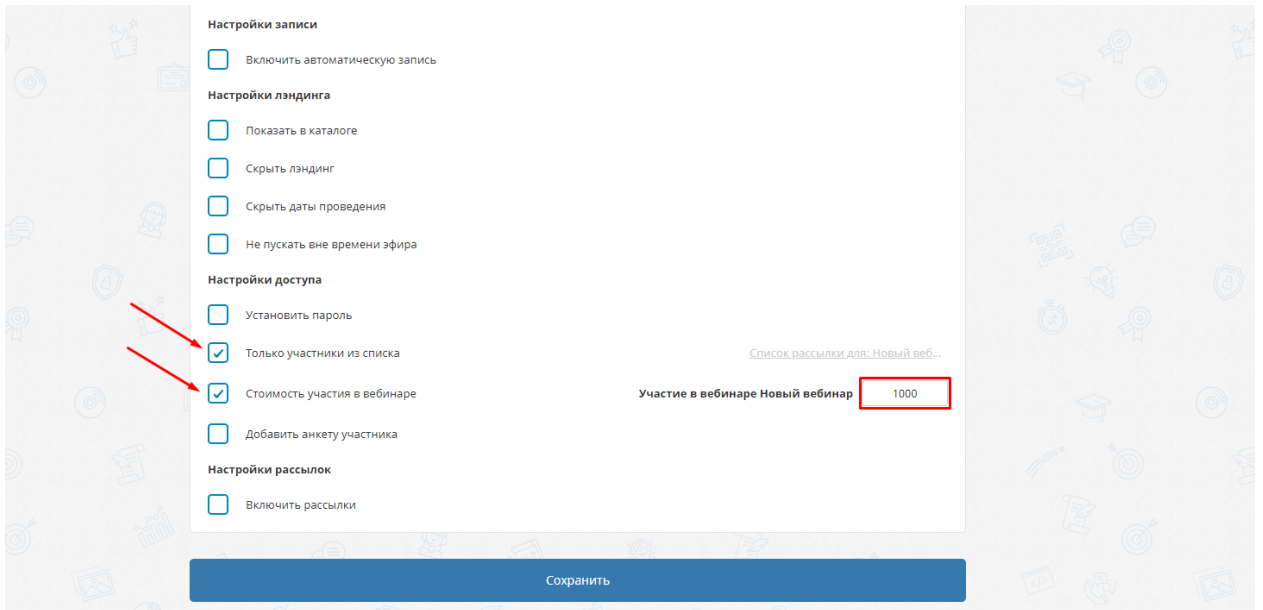 Настройки записи
Включить автоматическую запись
Настройки лэндинга
Показать в каталоге
Скрыть лэндинг
Скрыть даты проведения
Не пускать вне времени эфира
Настройки доступа
Установить пароль
Только участники из списка Список рассылки для: Новый веб...
Стоимость участия в вебинаре Участие в вебинаре Новый вебинар 1000
Добавить анкету участника
Настройки рассылок
Включить рассылки
Сохранить